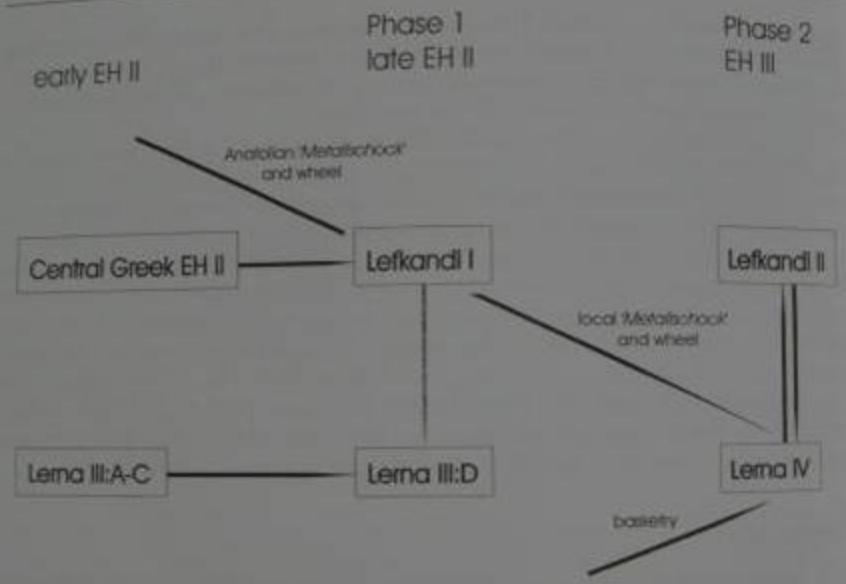 Phase 1
late EH II
Phase 2
EH III
early EH II
Anatolian 'Metallschock'
and wheel
Central Greek EH II
Lefkandi I
Lefkandi II
local 'Metallschock'
and wheel
Lerna III:A-C
Lerna III:D
Lerna IV
basketry